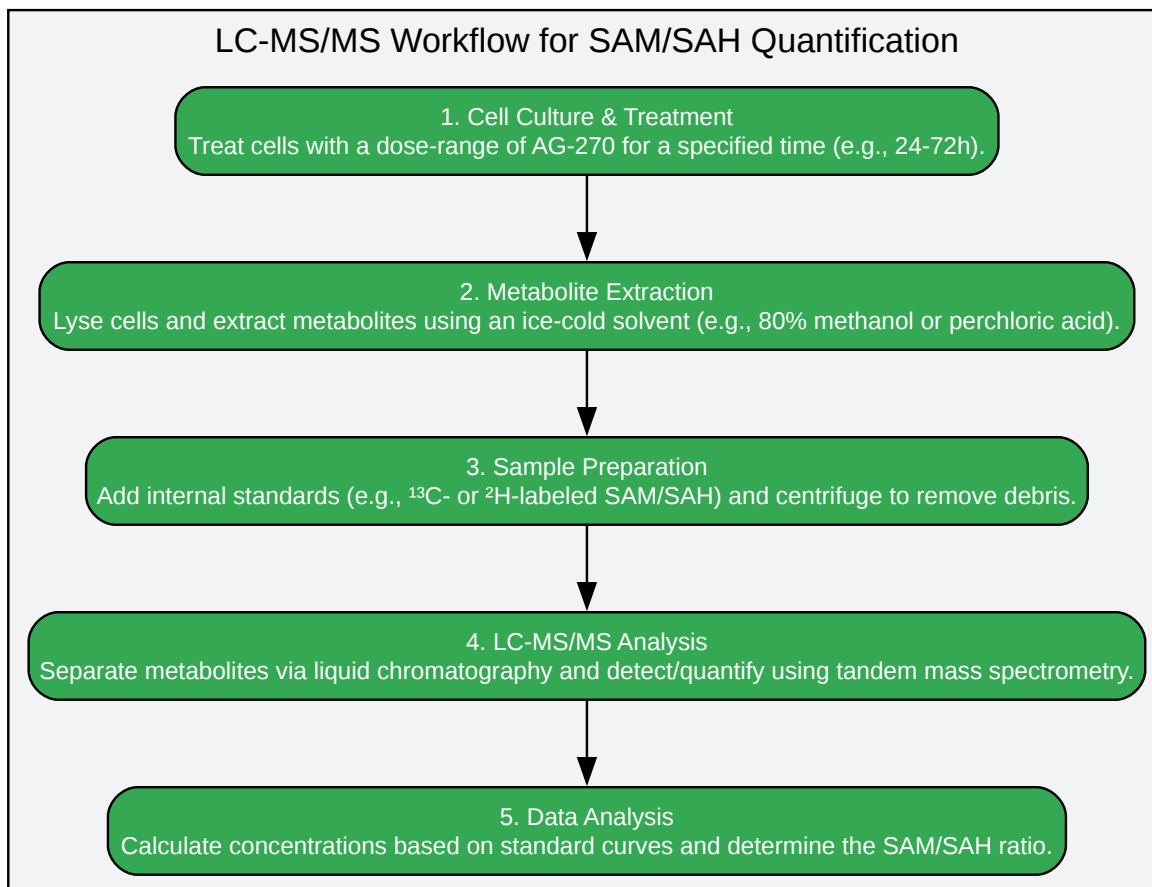 LC-MS/MS Workflow for SAM/SAH Quantification
1. Cell Culture & Treatment
Treat cells with a dose-range of AG-270 for a specified time (e.g., 24-72h).
2. Metabolite Extraction
Lyse cells and extract metabolites using an ice-cold solvent (e.g., 80% methanol or perchloric acid).
3. Sample Preparation
Add internal standards (e.g., ¹³C- or ²H-labeled SAM/SAH) and centrifuge to remove debris.
4. LC-MS/MS Analysis
Separate metabolites via liquid chromatography and detect/quantify using tandem mass spectrometry.
5. Data Analysis
Calculate concentrations based on standard curves and determine the SAM/SAH ratio.